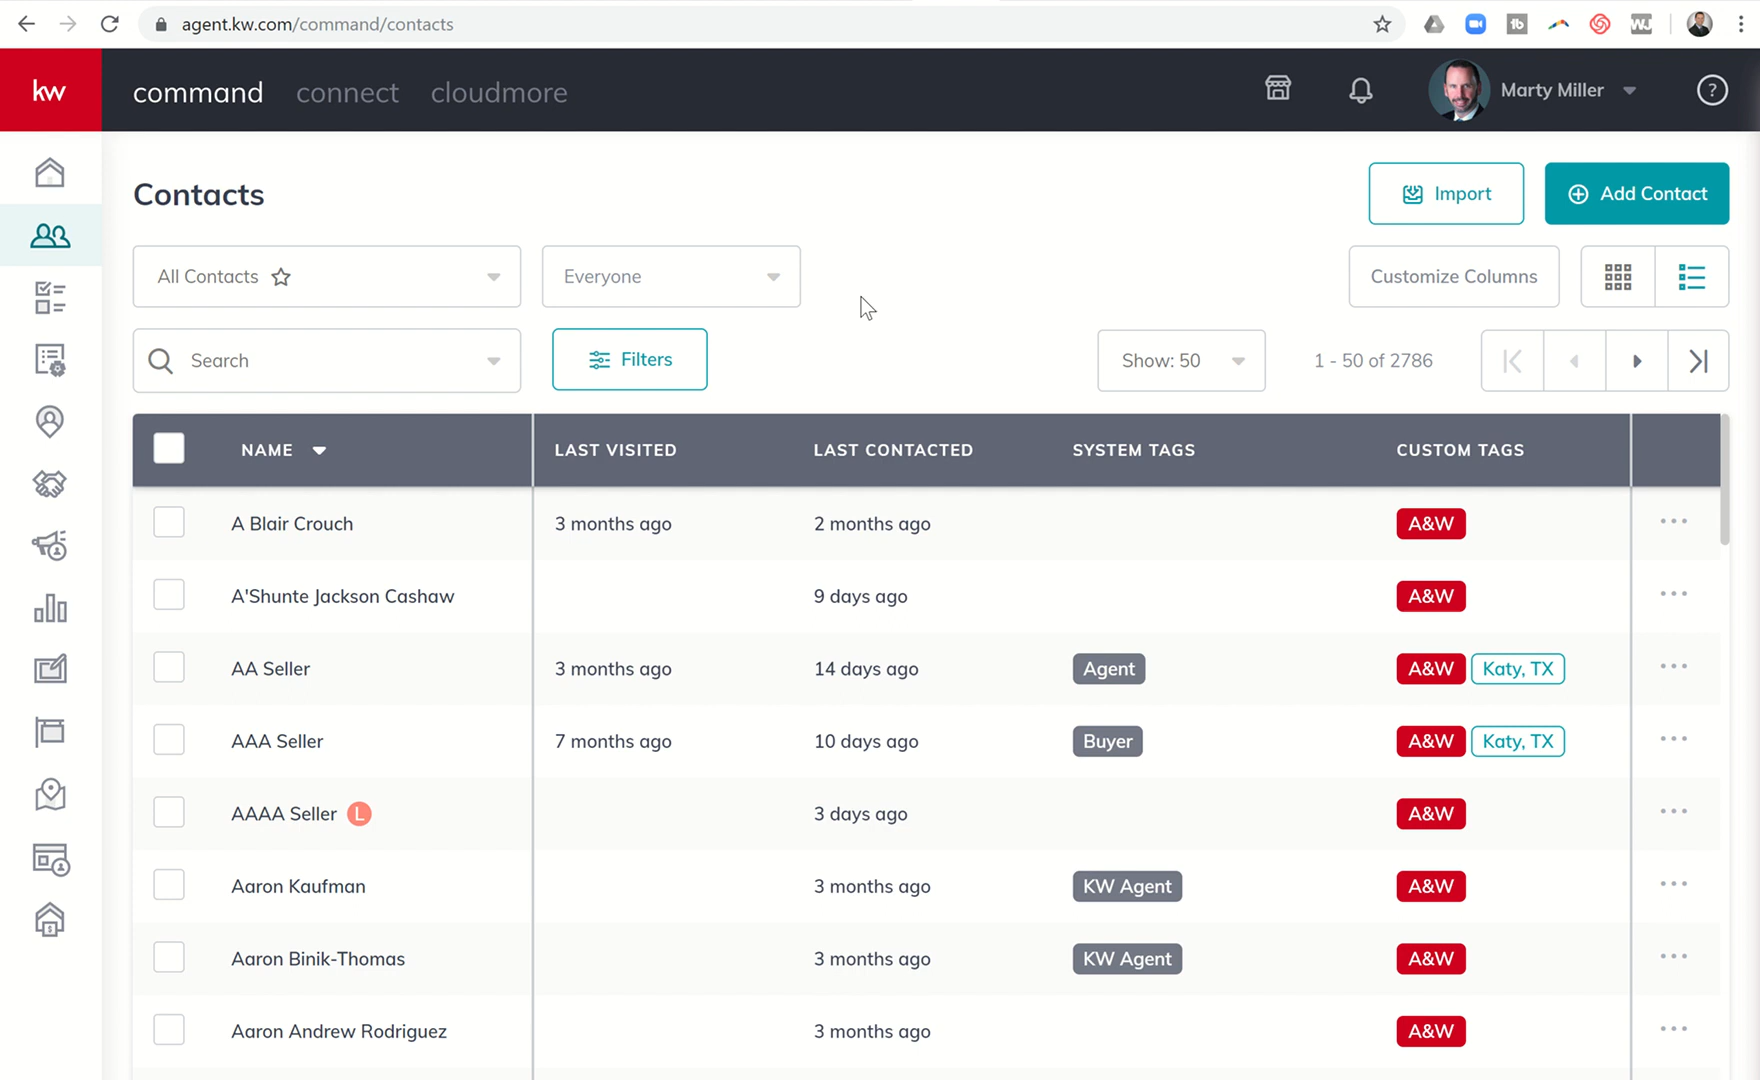 agent.kw.com/command/contacts
kw command connect cloudmore Marty Miller ?
Contacts Import Add Contact
All Contacts Everyone Customize Columns
Search Filters Show: 50 1 - 50 of 2786
NAME LAST VISITED LAST CONTACTED SYSTEM TAGS CUSTOM TAGS
A Blair Crouch 3 months ago 2 months ago A&W
A'Shunte Jackson Cashaw 9 days ago A&W
AA Seller 3 months ago 14 days ago Agent A&W Katy, TX
AAA Seller 7 months ago 10 days ago Buyer A&W Katy, TX
AAAA Seller L 3 days ago A&W
Aaron Kaufman 3 months ago KW Agent A&W
Aaron Binik-Thomas 3 months ago KW Agent A&W
Aaron Andrew Rodriguez 3 months ago A&W